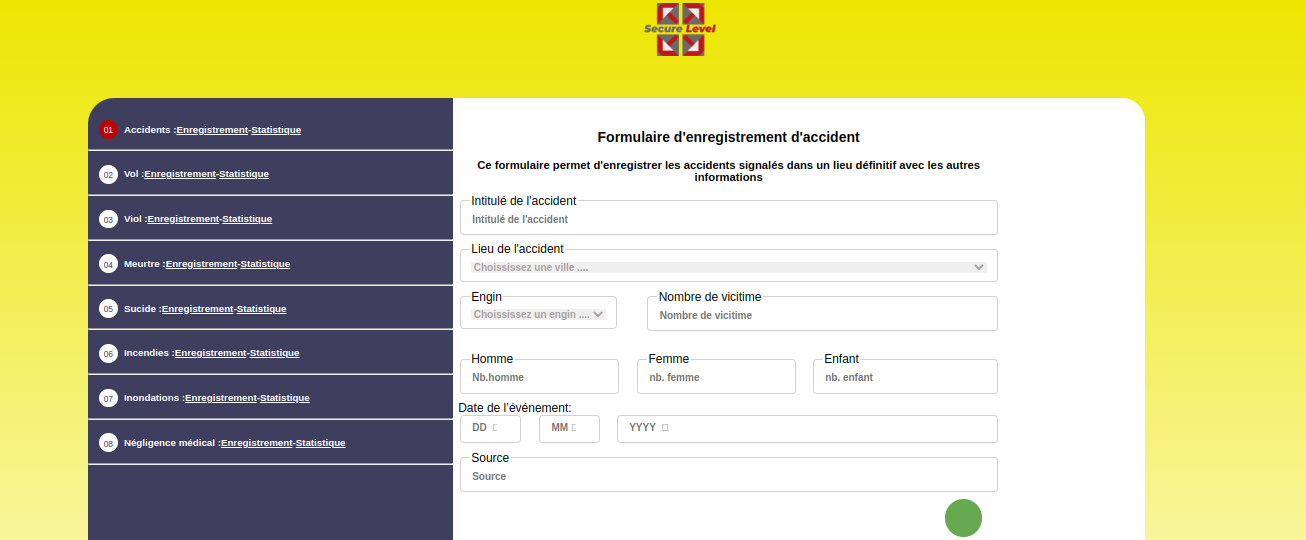 Secure Level
01 Accidents :Enregistrement-Statistique
02 Vol :Enregistrement-Statistique
03 Viol :Enregistrement-Statistique
04 Meurtre :Enregistrement-Statistique
05 Sucide :Enregistrement-Statistique
06 Incendies :Enregistrement-Statistique
07 Inondations :Enregistrement-Statistique
08 Négligence médical :Enregistrement-Statistique
Formulaire d'enregistrement d'accident
Ce formulaire permet d'enregistrer les accidents signalés dans un lieu définitif avec les autres
informations
Intitulé de l'accident
Intitulé de l'accident
Lieu de l'accident
Choississez une ville ....
Engin Nombre de vicitime
Choississez un engin .... Nombre de vicitime
Homme Femme Enfant
Nb.homme nb. femme nb. enfant
Date de l'événement:
DD MM YYYY
Source
Source